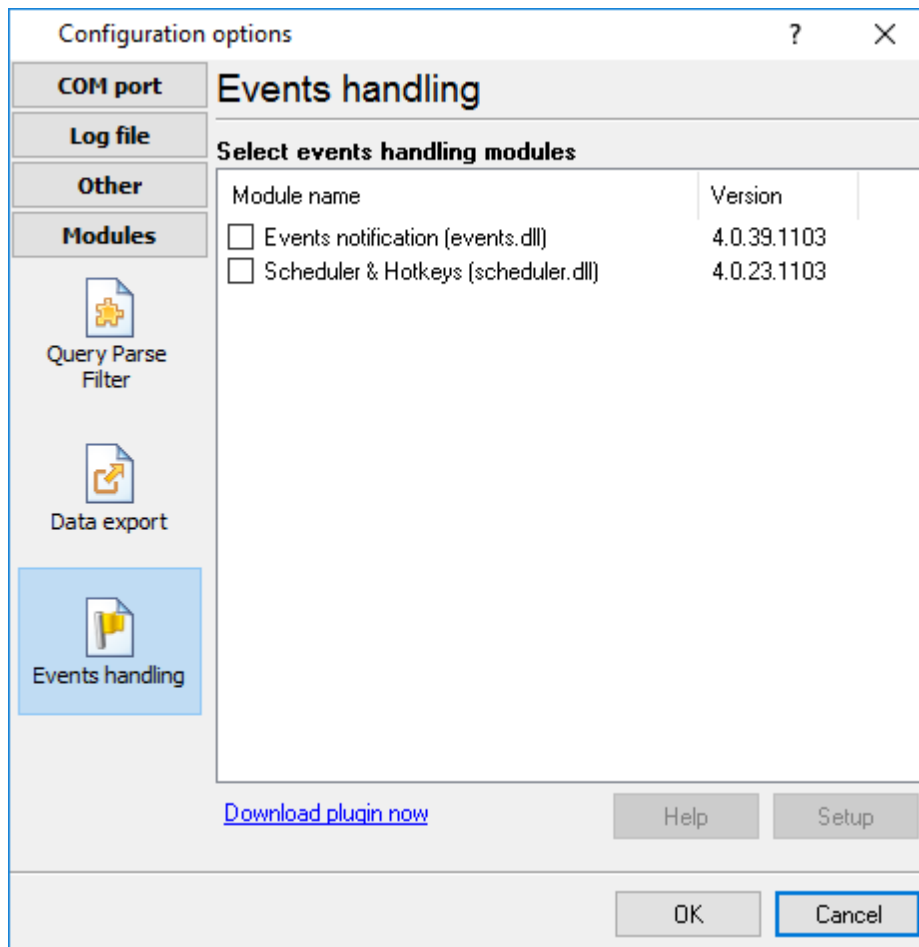 Configuration options
?
COM port
Log file
Other
Modules
Query Parse
Filter
Data export
Events handling
Events handling
Select events handling modules
Module name Version
Events notification (events.dll) 4.0.39.1103
Scheduler & Hotkeys (scheduler.dll) 4.0.23.1103
Download plugin now
Help
Setup
OK
Cancel